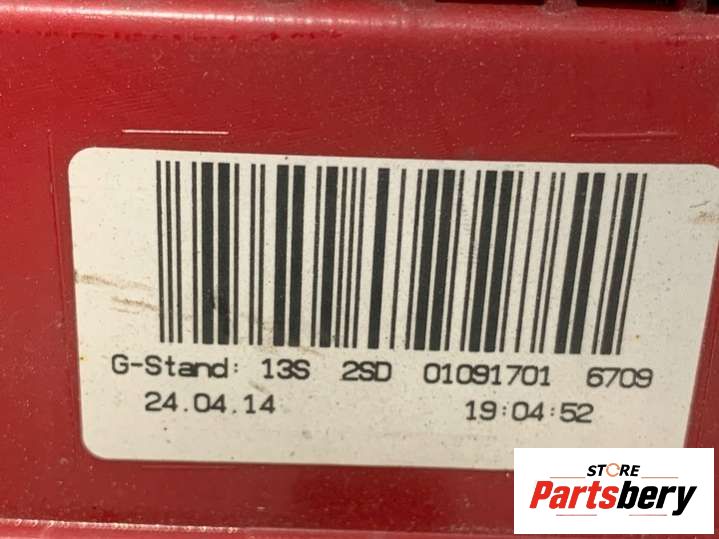 G-Stand: 13S 2SD 01091701 6709
24.04.14 19:04:52
STORE
Partsbery